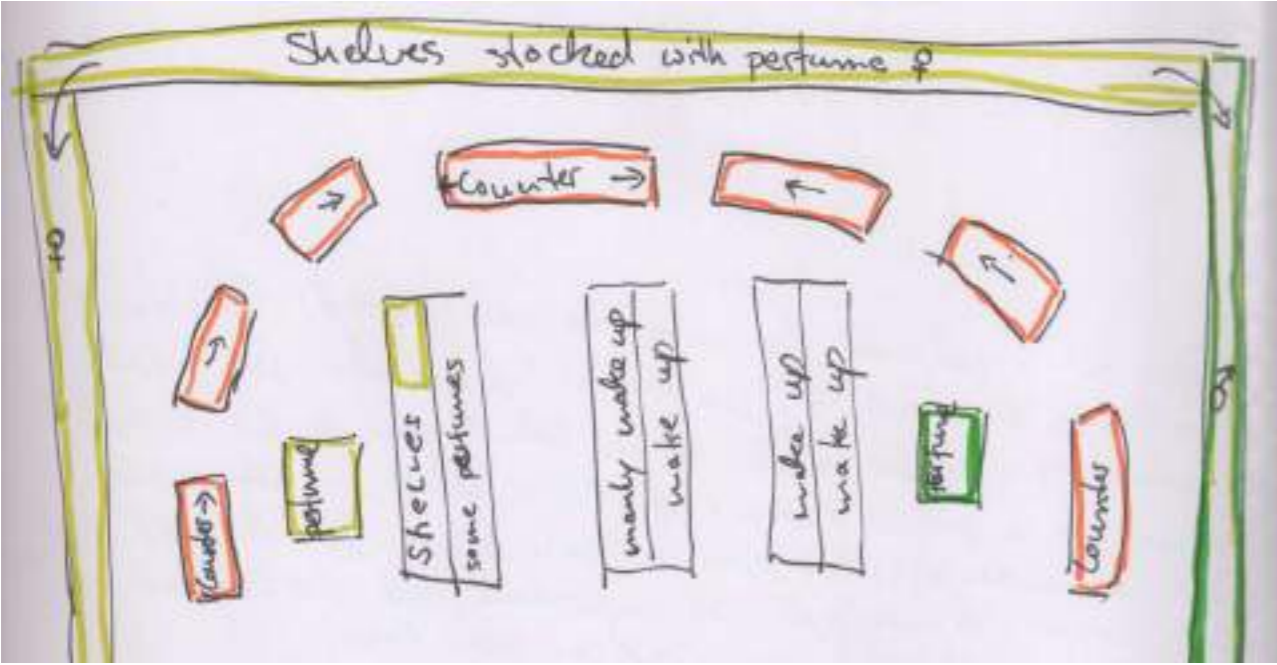 Shelves stocked with perfume ♀
Counter →
♀
Shelves
some perfumes
mainly make up
make up
make up
make up
perfume
perfume
Counter →
Counter
♂